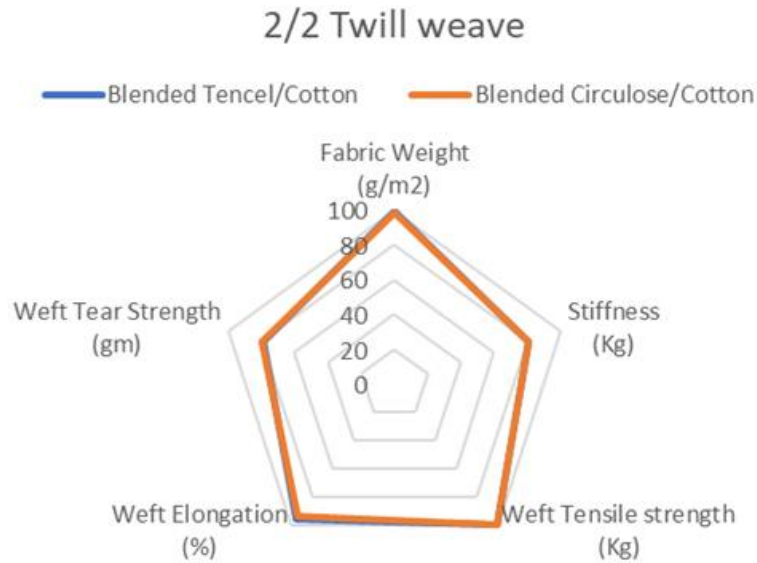 2/2 Twill weave
Blended Tencel/Cotton
Blended Circulose/Cotton
Fabric Weight
(g/m2)
100
80
60
40
20
0
Weft Tear Strength
(gm)
Stiffness
(Kg)
Weft Elongation
(%)
Weft Tensile strength
(Kg)